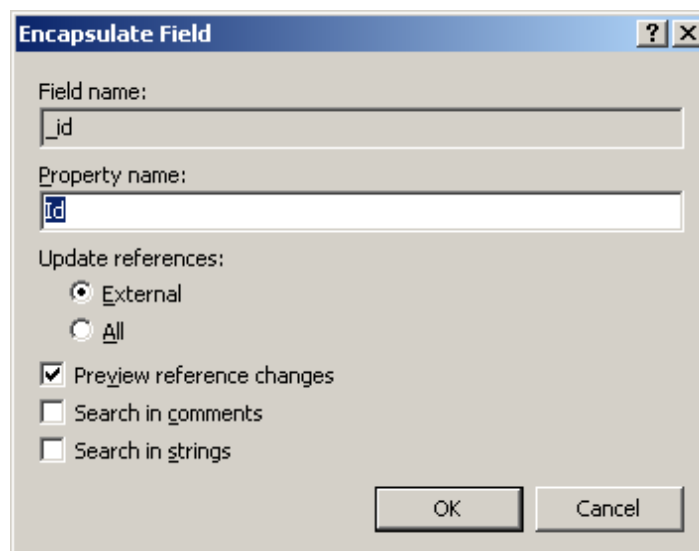 Encapsulate Field
Field name:
_id
Property name:
Id
Update references:
External
All
Preview reference changes
Search in comments
Search in strings
OK Cancel